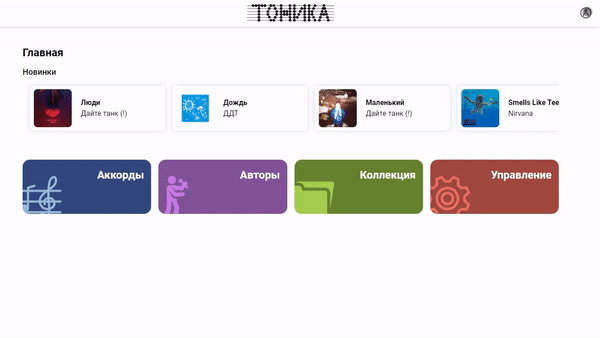 ТОНИКА
Главная
Новинки
Люди
Дайте танк (!)
Дождь
ДДТ
Маленький
Дайте танк (!)
Smells Like Tee
Nirvana
Аккорды
Авторы
Коллекция
Управление